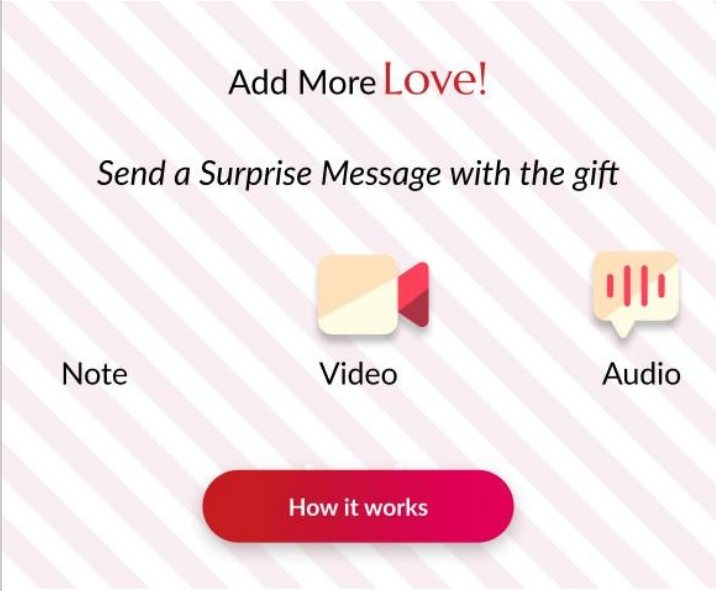 Add More Love!
Send a Surprise Message with the gift
Note Video Audio
How it works